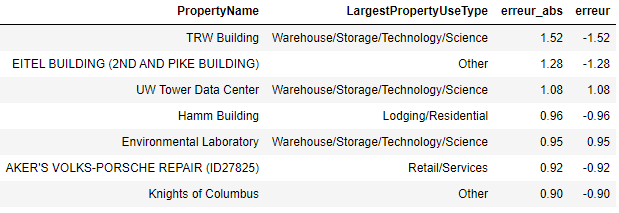 PropertyName LargestPropertyUseType erreur_abs erreur
TRW Building Warehouse/Storage/Technology/Science 1.52 -1.52
EITEL BUILDING (2ND AND PIKE BUILDING) Other 1.28 -1.28
UW Tower Data Center Warehouse/Storage/Technology/Science 1.08 1.08
Hamm Building Lodging/Residential 0.96 -0.96
Environmental Laboratory Warehouse/Storage/Technology/Science 0.95 0.95
AKER'S VOLKS-PORSCHE REPAIR (ID27825) Retail/Services 0.92 -0.92
Knights of Columbus Other 0.90 -0.90